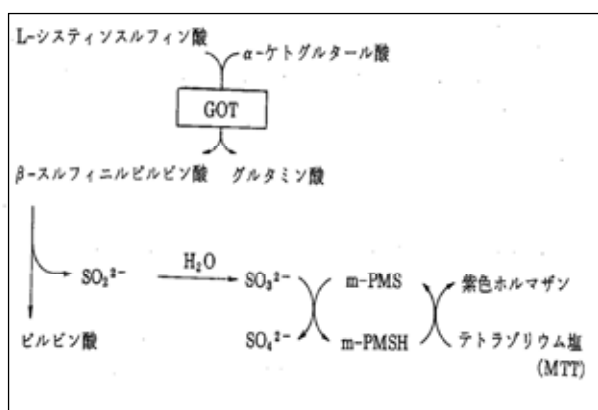 L-システィンスルフィン酸
α-ケトグルタール酸
GOT
β-スルフィニルピルビン酸 グルタミン酸
SO₂²⁻ H₂O SO₃²⁻ m-PMS 紫色ホルマザン
ピルビン酸 SO₄²⁻ m-PMSH テトラゾリウム塩
(MTT)